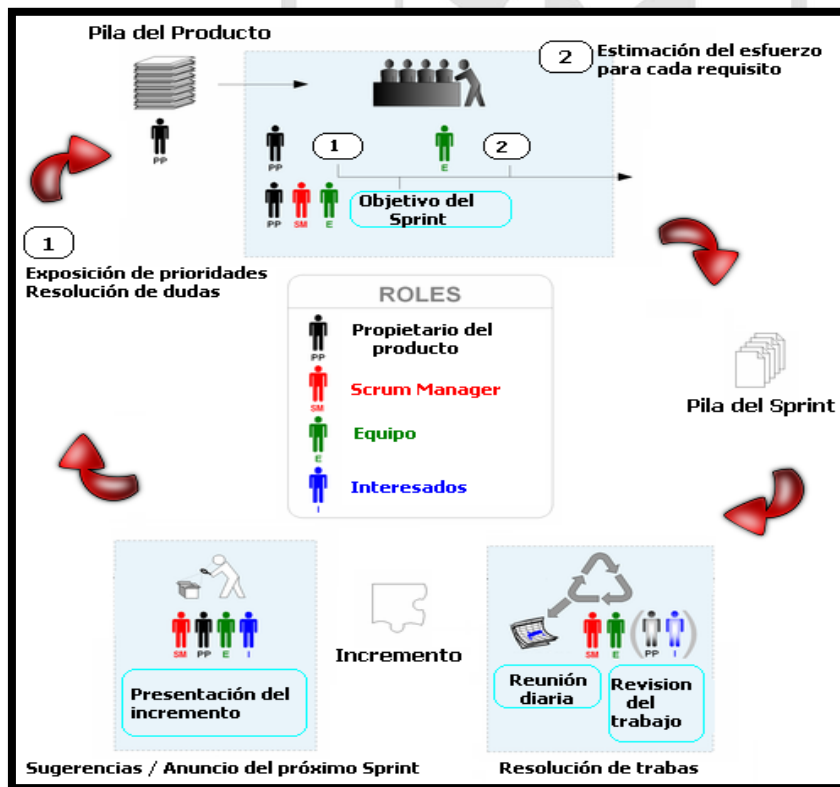 Pila del Producto
2
Estimación del esfuerzo
para cada requisito
PP
PP
1
E
2
PP SM E
Objetivo del
Sprint
1
Exposición de prioridades
Resolución de dudas
ROLES
PP
Propietario del
producto
SM
Scrum Manager
E
Equipo
I
Interesados
Pila del Sprint
SM PP E I
Presentación del
incremento
Sugerencias / Anuncio del próximo Sprint
Incremento
SM E (PP I)
Reunión
diaria
Revision
del
trabajo
Resolución de trabas